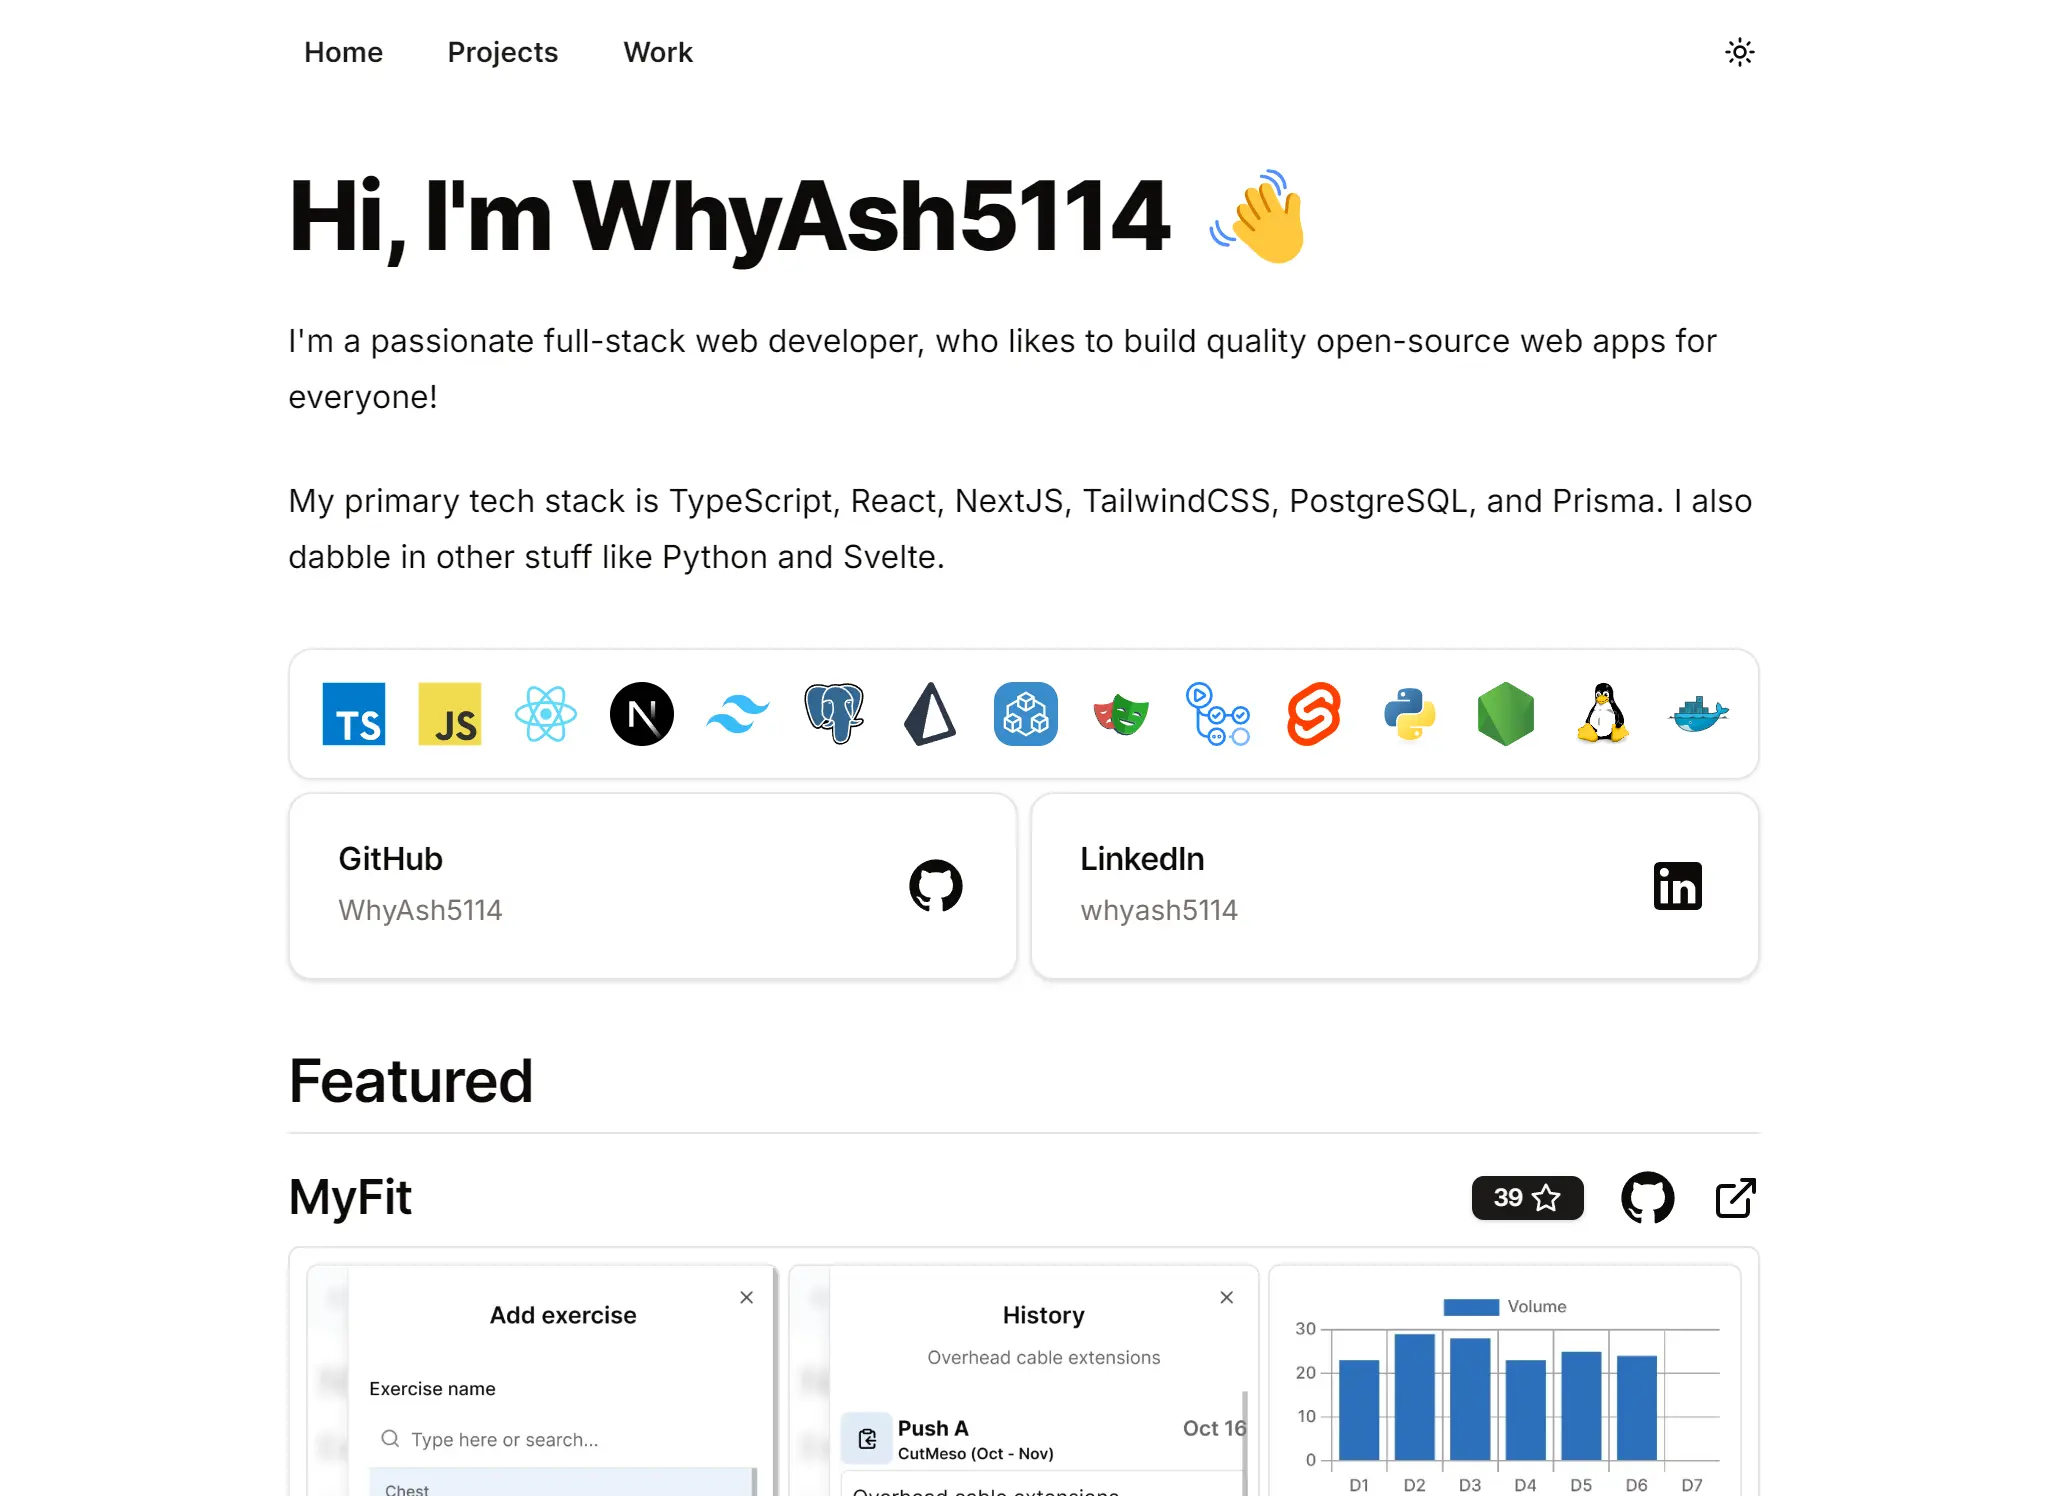 Home Projects Work
Hi, I'm WhyAsh5114
I'm a passionate full-stack web developer, who likes to build quality open-source web apps for
everyone!
My primary tech stack is TypeScript, React, NextJS, TailwindCSS, PostgreSQL, and Prisma. I also
dabble in other stuff like Python and Svelte.
TS JS N
GitHub
WhyAsh5114
LinkedIn
whyash5114
in
Featured
MyFit
39
Add exercise
Exercise name
Type here or search...
Chest
History
Overhead cable extensions
Push A
Oct 16
CutMeso (Oct - Nov)
Overhead cable extensions
Volume
30
20
10
0
D1 D2 D3 D4 D5 D6 D7